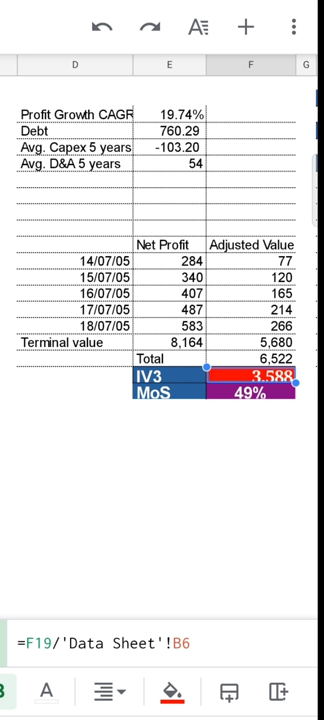 D E F G
Profit Growth CAGR 19.74%
Debt 760.29
Avg. Capex 5 years -103.20
Avg. D&A 5 years 54
Net Profit Adjusted Value
14/07/05 284 77
15/07/05 340 120
16/07/05 407 165
17/07/05 487 214
18/07/05 583 266
Terminal value 8,164 5,680
Total 6,522
IV3 3,588
MoS 49%
=F19/'Data Sheet'!B6